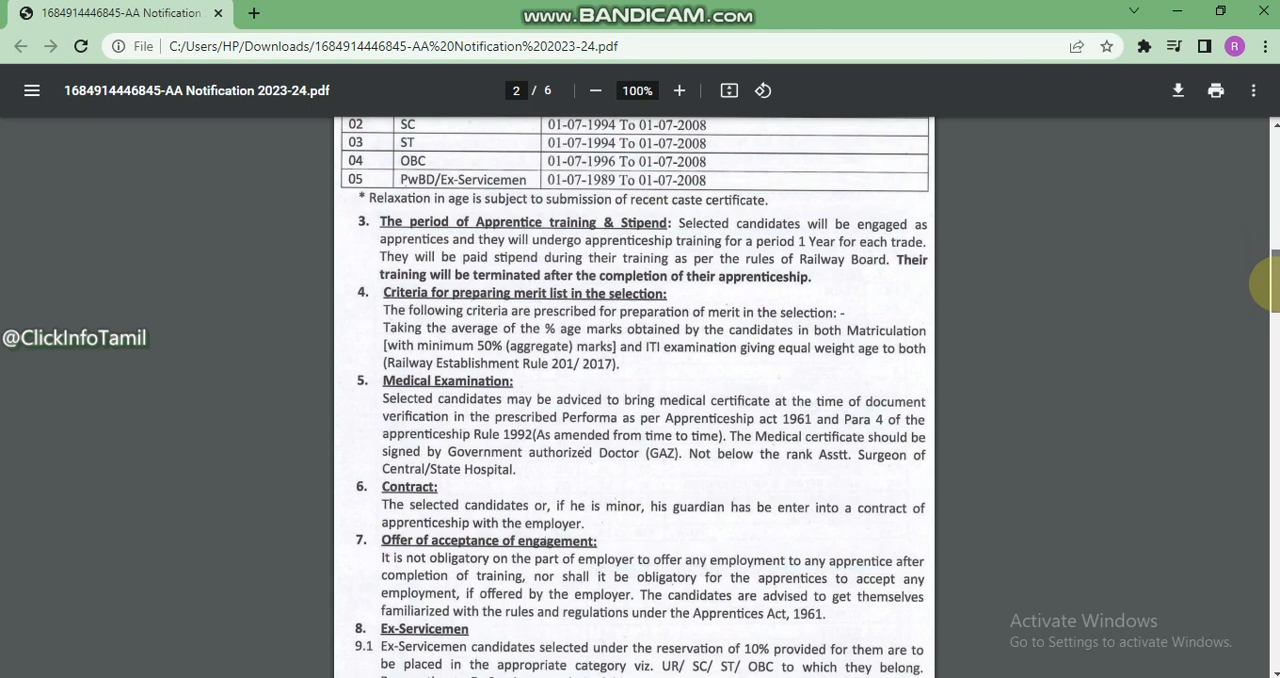 1684914446845-AA Notification
www.BANDICAM.com
File C:/Users/HP/Downloads/1684914446845-AA%20Notification%202023-24.pdf
R
1684914446845-AA Notification 2023-24.pdf
2 / 6
100%
02 SC 01-07-1994 To 01-07-2008
03 ST 01-07-1994 To 01-07-2008
04 OBC 01-07-1996 To 01-07-2008
05 PwBD/Ex-Servicemen 01-07-1989 To 01-07-2008
* Relaxation in age is subject to submission of recent caste certificate.
3. The period of Apprentice training & Stipend: Selected candidates will be engaged as
apprentices and they will undergo apprenticeship training for a period 1 Year for each trade.
They will be paid stipend during their training as per the rules of Railway Board. Their
training will be terminated after the completion of their apprenticeship.
4. Criteria for preparing merit list in the selection:
The following criteria are prescribed for preparation of merit in the selection: -
Taking the average of the % age marks obtained by the candidates in both Matriculation
[with minimum 50% (aggregate) marks] and ITI examination giving equal weight age to both
(Railway Establishment Rule 201/ 2017).
@ClickInfoTamil
5. Medical Examination:
Selected candidates may be adviced to bring medical certificate at the time of document
verification in the prescribed Performa as per Apprenticeship act 1961 and Para 4 of the
apprenticeship Rule 1992(As amended from time to time). The Medical certificate should be
signed by Government authorized Doctor (GAZ). Not below the rank Asstt. Surgeon of
Central/State Hospital.
6. Contract:
The selected candidates or, if he is minor, his guardian has be enter into a contract of
apprenticeship with the employer.
7. Offer of acceptance of engagement:
It is not obligatory on the part of employer to offer any employment to any apprentice after
completion of training, nor shall it be obligatory for the apprentices to accept any
employment, if offered by the employer. The candidates are advised to get themselves
familiarized with the rules and regulations under the Apprentices Act, 1961.
8. Ex-Servicemen
9.1 Ex-Servicemen candidates selected under the reservation of 10% provided for them are to
be placed in the appropriate category viz. UR/ SC/ ST/ OBC to which they belong.
Activate Windows
Go to Settings to activate Windows.